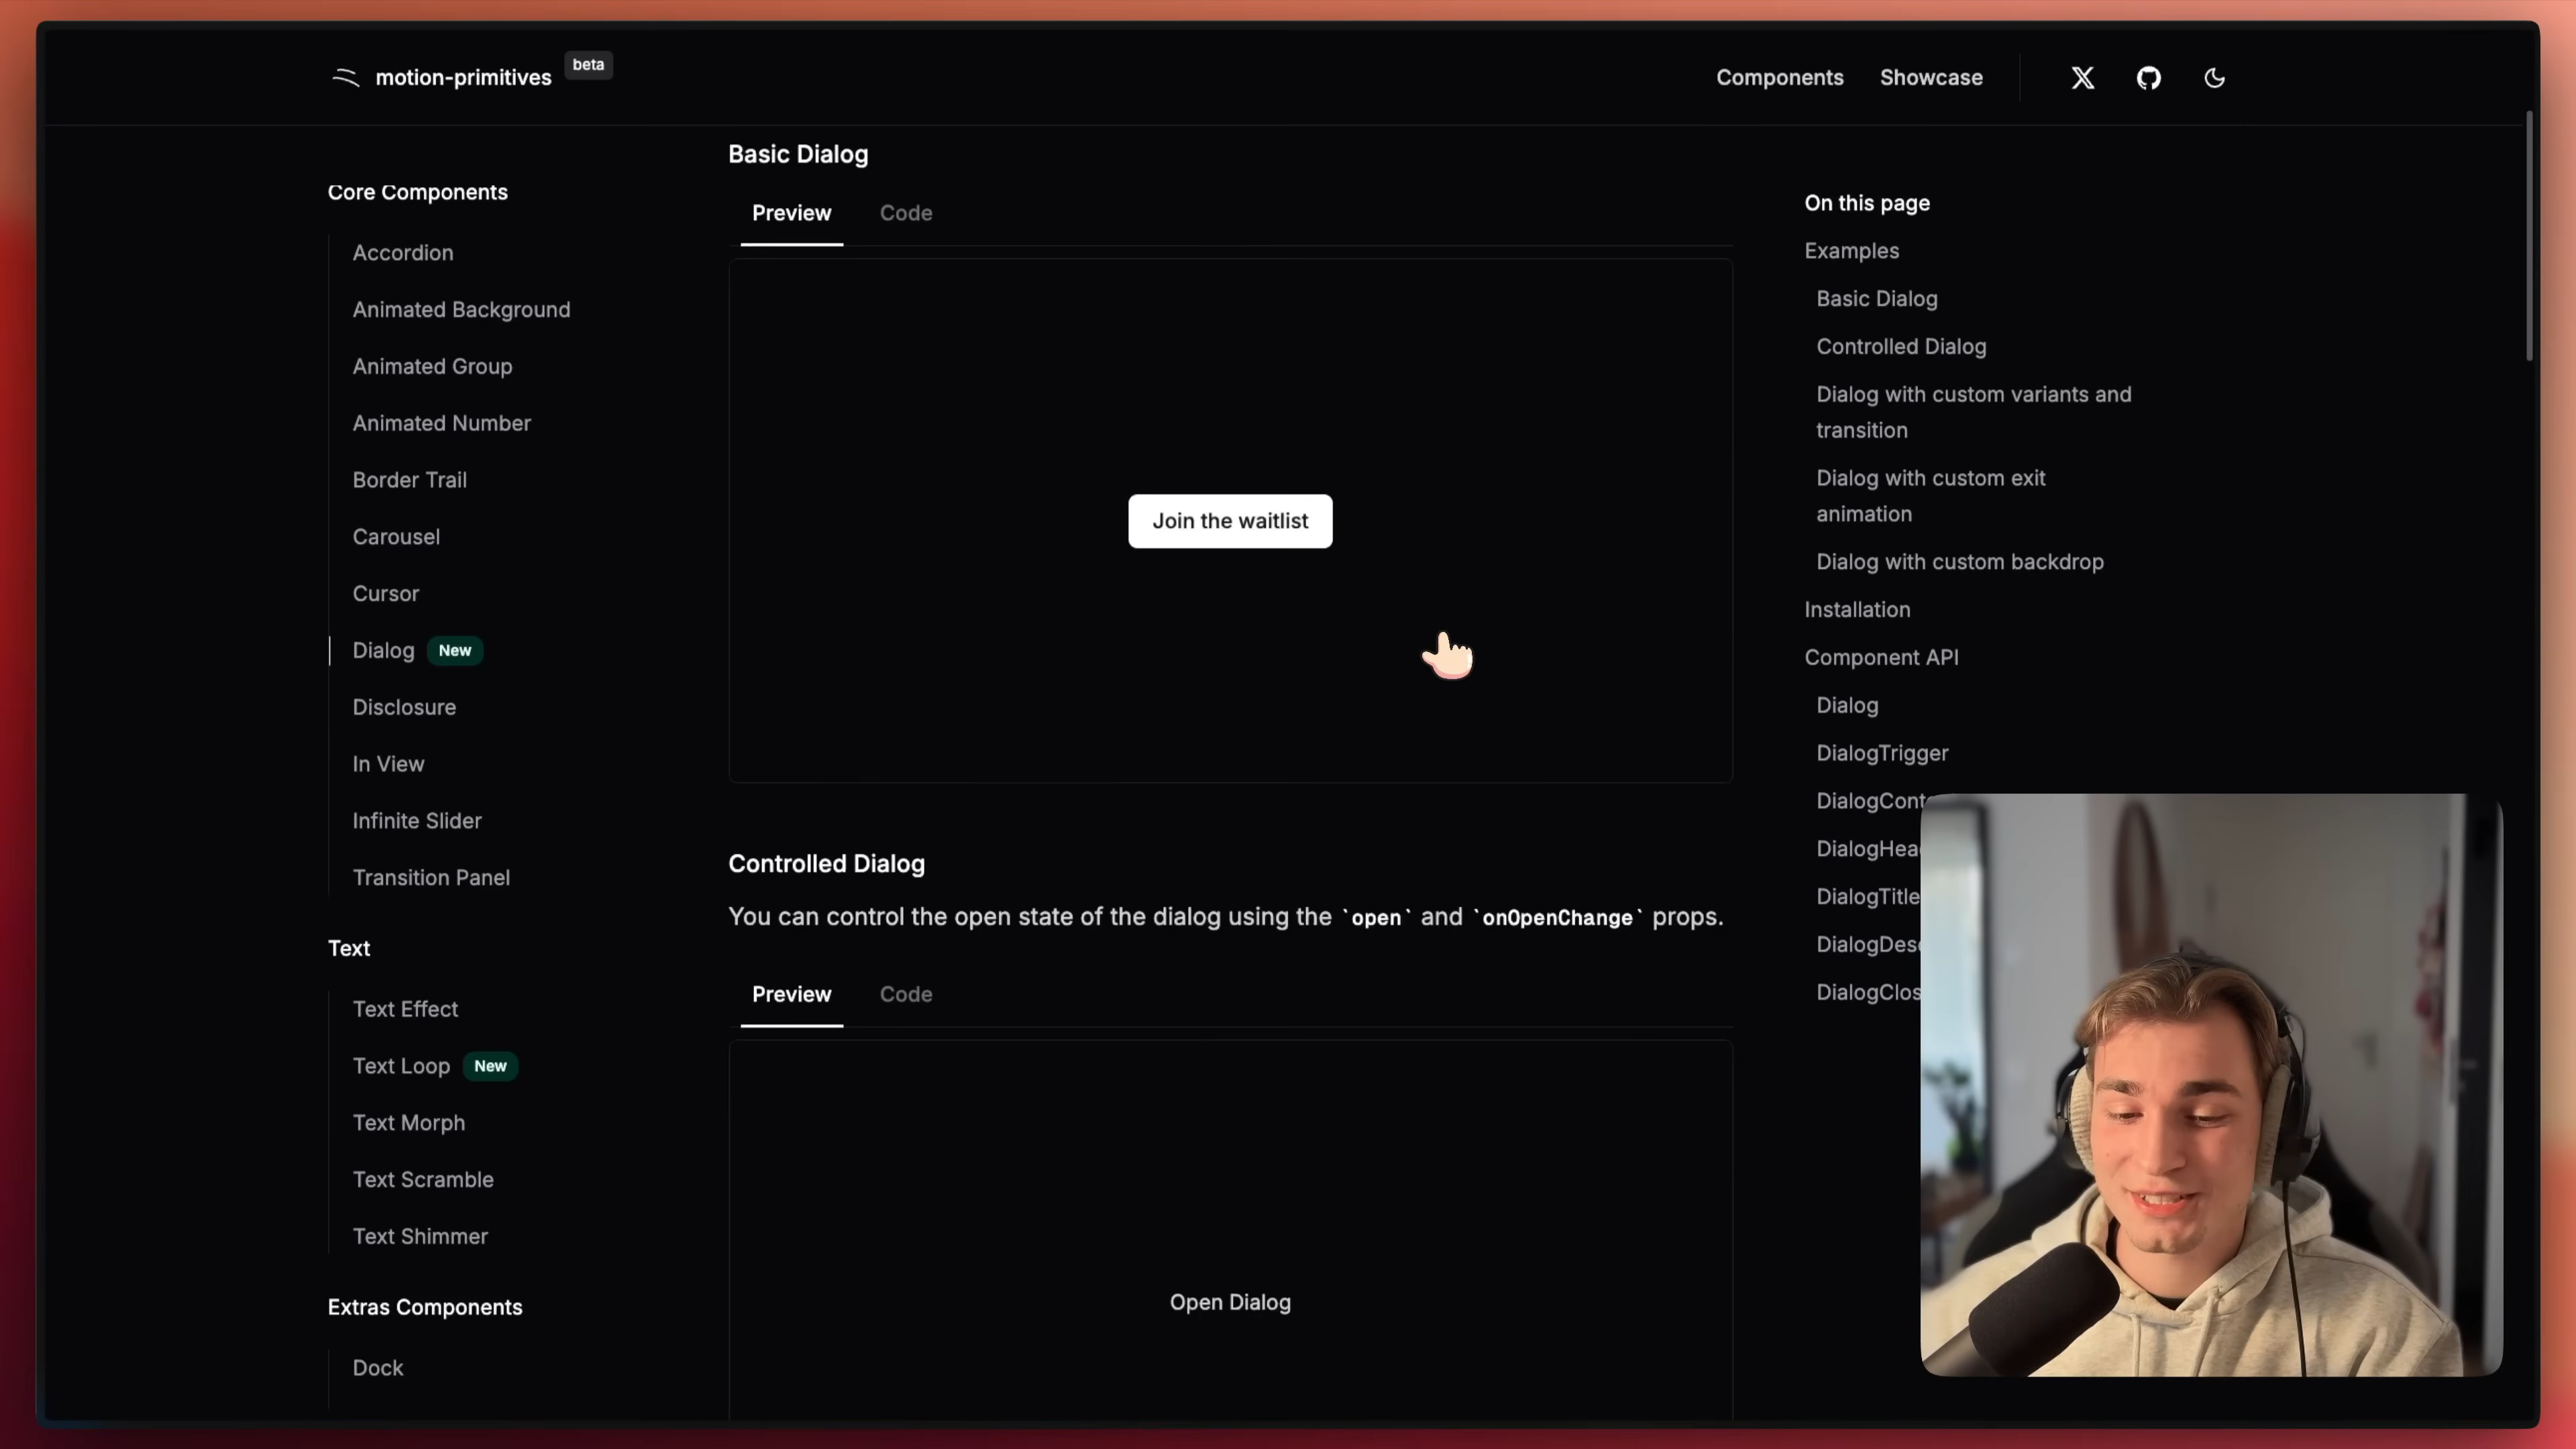 motion-primitives
beta
Components
Showcase
Core Components
Accordion
Animated Background
Animated Group
Animated Number
Border Trail
Carousel
Cursor
Dialog New
Disclosure
In View
Infinite Slider
Transition Panel
Text
Text Effect
Text Loop New
Text Morph
Text Scramble
Text Shimmer
Extras Components
Dock
Basic Dialog
Preview Code
Join the waitlist
Controlled Dialog
You can control the open state of the dialog using the `open` and `onOpenChange` props.
Preview Code
Open Dialog
On this page
Examples
Basic Dialog
Controlled Dialog
Dialog with custom variants and
transition
Dialog with custom exit
animation
Dialog with custom backdrop
Installation
Component API
Dialog
DialogTrigger
DialogCont
DialogHea
DialogTitle
DialogDes
DialogClos